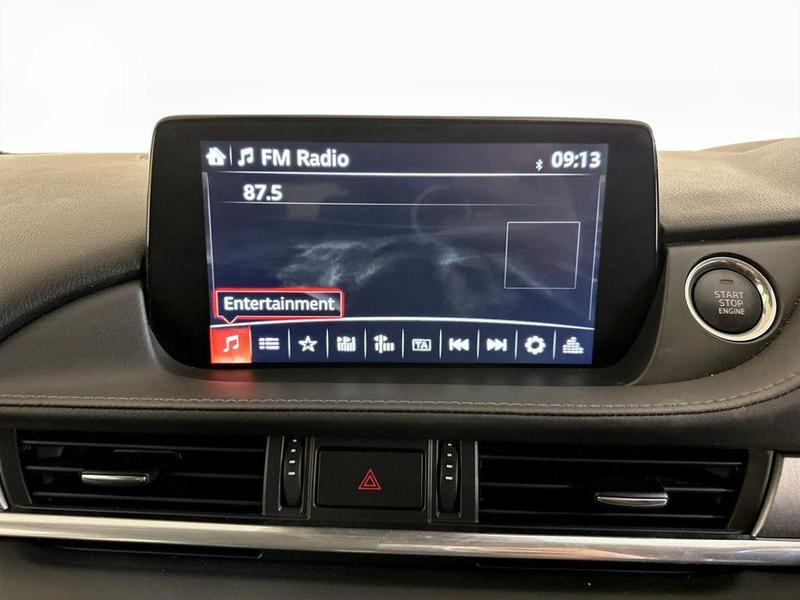 FM Radio 09:13
87.5
Entertainment
TA
START
STOP
ENGINE